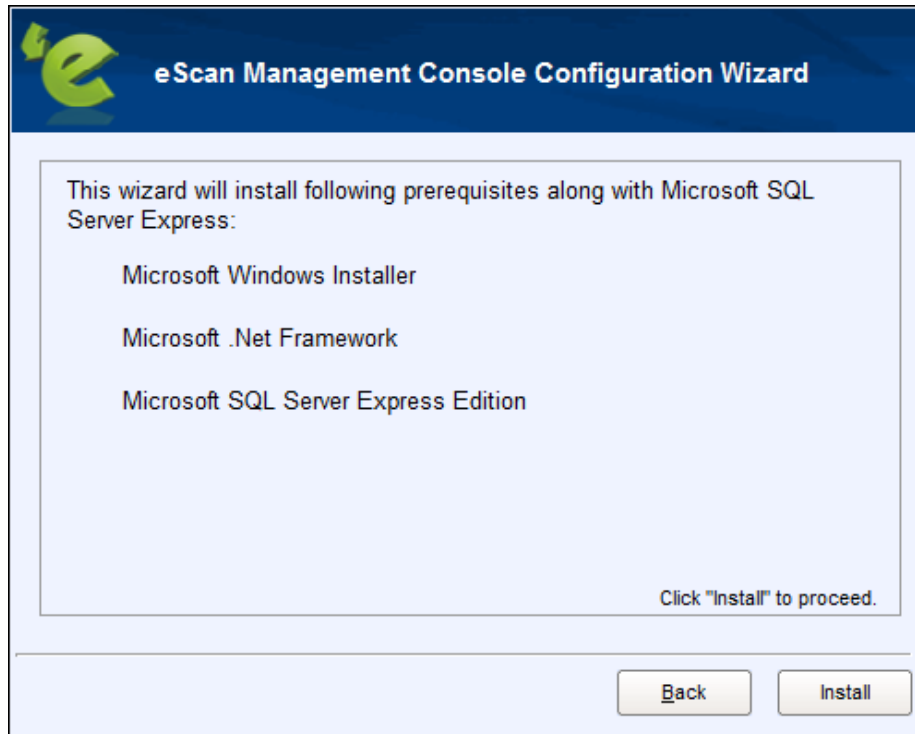 eScan Management Console Configuration Wizard
This wizard will install following prerequisites along with Microsoft SQL
Server Express:
Microsoft Windows Installer
Microsoft .Net Framework
Microsoft SQL Server Express Edition
Click "Install" to proceed.
Back
Install